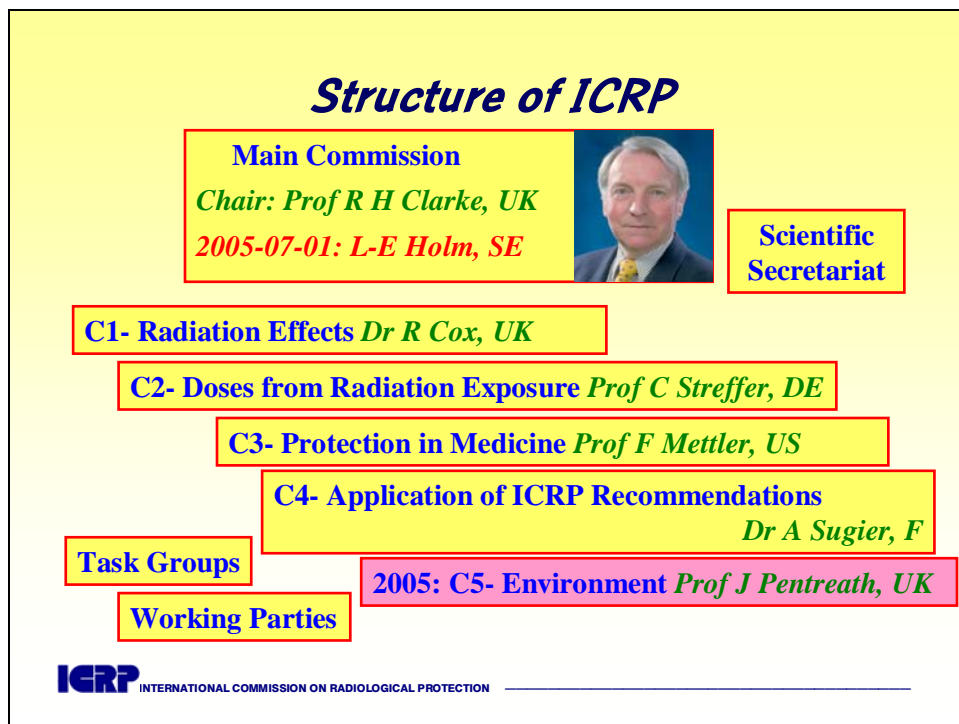 Structure of ICRP
Main Commission
Chair: Prof R H Clarke, UK
2005-07-01: L-E Holm, SE
Scientific
Secretariat
C1- Radiation Effects Dr R Cox, UK
C2- Doses from Radiation Exposure Prof C Streffer, DE
C3- Protection in Medicine Prof F Mettler, US
C4- Application of ICRP Recommendations
Dr A Sugier, F
Task Groups
2005: C5- Environment Prof J Pentreath, UK
Working Parties
ICRP INTERNATIONAL COMMISSION ON RADIOLOGICAL PROTECTION